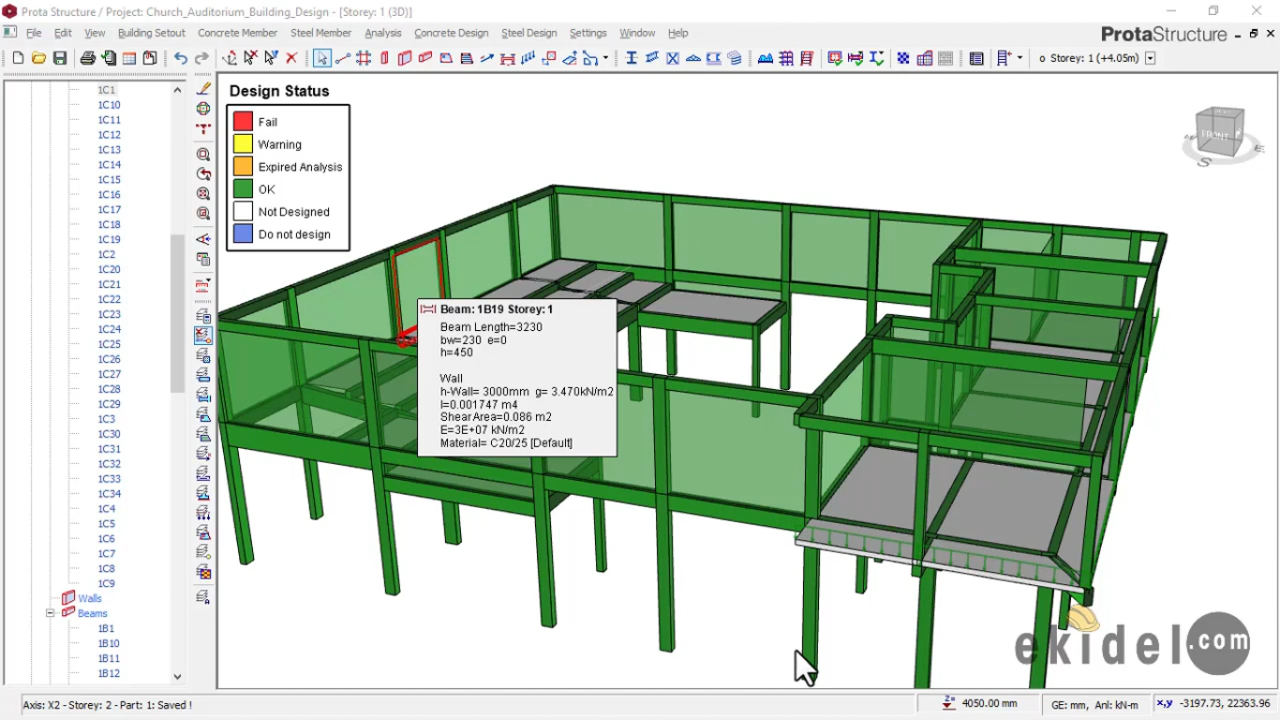 Prota Structure / Project: Church_Auditorium_Building_Design - [Storey: 1 (3D)]
File Edit View Building Setout Concrete Member Steel Member Analysis Concrete Design Steel Design Settings Window Help
ProtaStructure
o Storey: 1 (+4.05m)
1C1
1C10
1C11
1C12
1C13
1C14
1C15
1C16
1C17
1C18
1C19
1C2
1C20
1C21
1C22
1C23
1C24
1C25
1C26
1C27
1C28
1C29
1C3
1C30
1C31
1C32
1C33
1C34
1C4
1C5
1C6
1C7
1C8
1C9
Walls
Beams
1B1
1B10
1B11
1B12
Design Status
Fail
Warning
Expired Analysis
OK
Not Designed
Do not design
FRONT
S
E
Beam: 1B19 Storey: 1
Beam Length=3230
bw=230 e=0
h=450
Wall
h-Wall= 3000mm g= 3.470kN/m2
I=0.001747 m4
Shear Area=0.086 m2
E=3E+07 kN/m2
Material= C20/25 [Default]
ekidel.com
Axis: X2 - Storey: 2 - Part: 1: Saved !
Z= 4050.00 mm
GE: mm, Anl: kN-m
x,y -3197.73, 22363.96